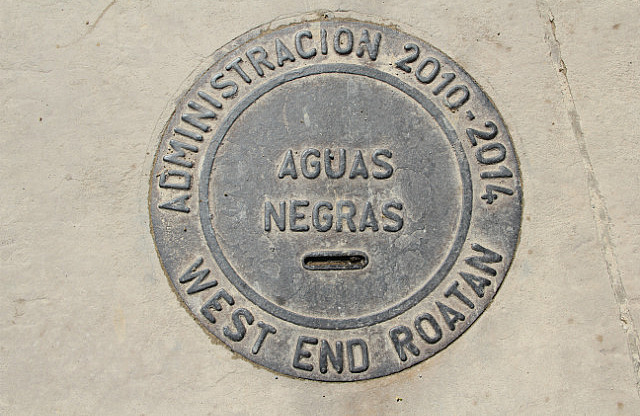 ADMINISTRACION 2010-2014
AGUAS
NEGRAS
WEST END ROATAN